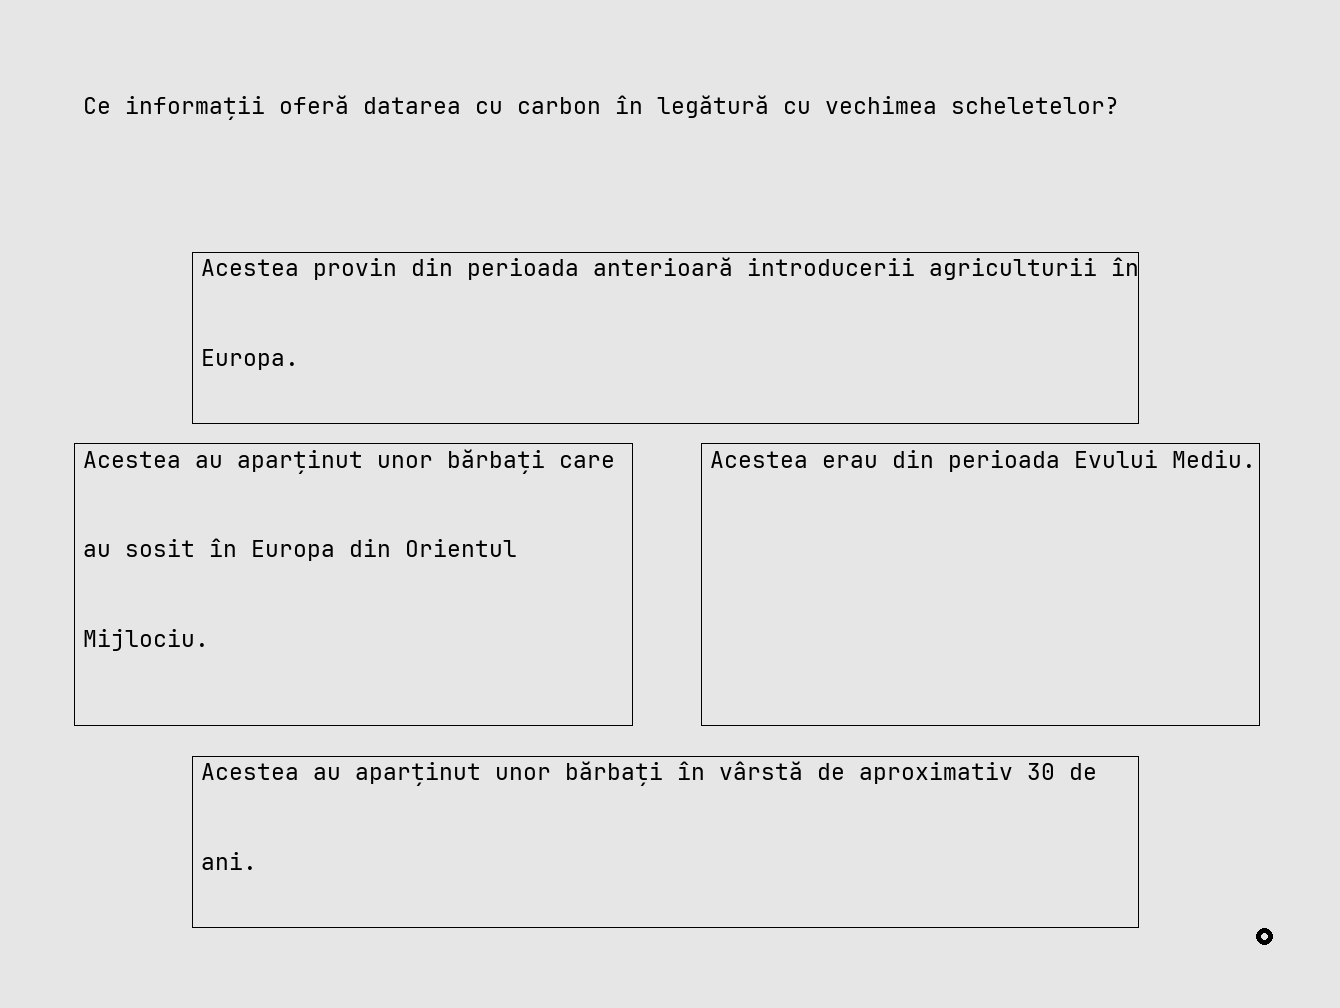 Ce informații oferă datarea cu carbon în legătură cu vechimea scheletelor?
Acestea provin din perioada anterioară introducerii agriculturii în
Europa.
Acestea au aparținut unor bărbați care
au sosit în Europa din Orientul
Mijlociu.
Acestea erau din perioada Evului Mediu.
Acestea au aparținut unor bărbați în vârstă de aproximativ 30 de
ani.